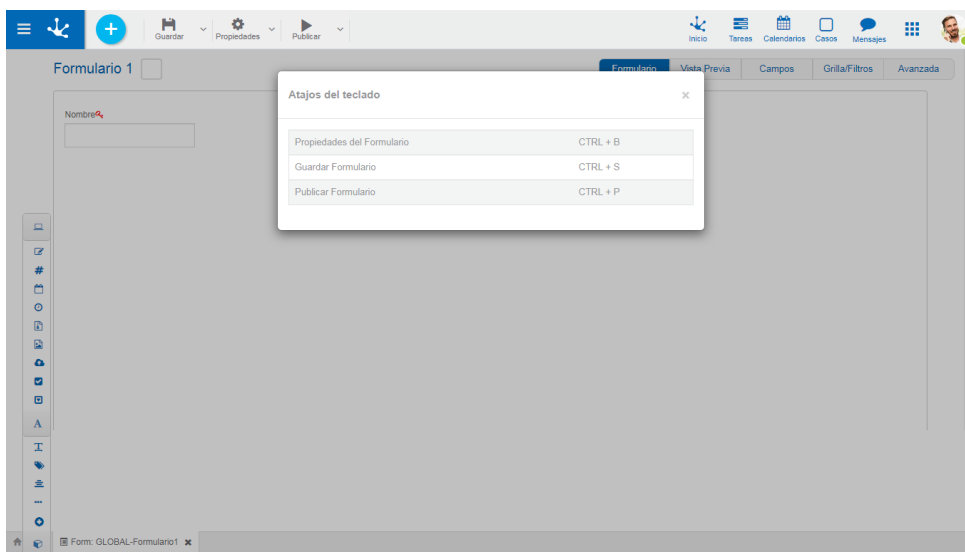 Guardar
Propiedades
Publicar
Inicio
Tareas
Calendarios
Casos
Mensajes
Formulario 1
Formulario
Vista Previa
Campos
Grilla/Filtros
Avanzada
Nombre
Atajos del teclado
×
Propiedades del Formulario CTRL + B
Guardar Formulario CTRL + S
Publicar Formulario CTRL + P
Form: GLOBAL-Formulario1